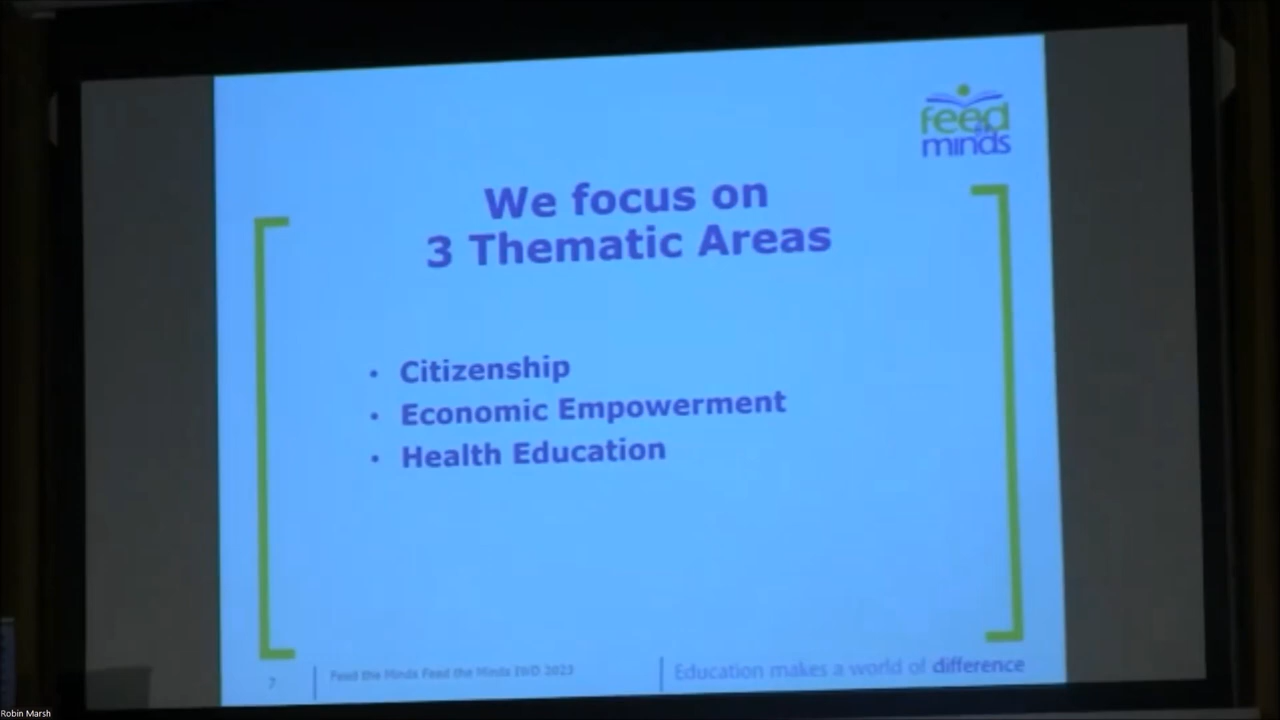 feed
the
minds
We focus on
3 Thematic Areas
• Citizenship
• Economic Empowerment
• Health Education
7
Feed the Minds Feed the Minds IWD 2023
Education makes a world of difference
Robin Marsh